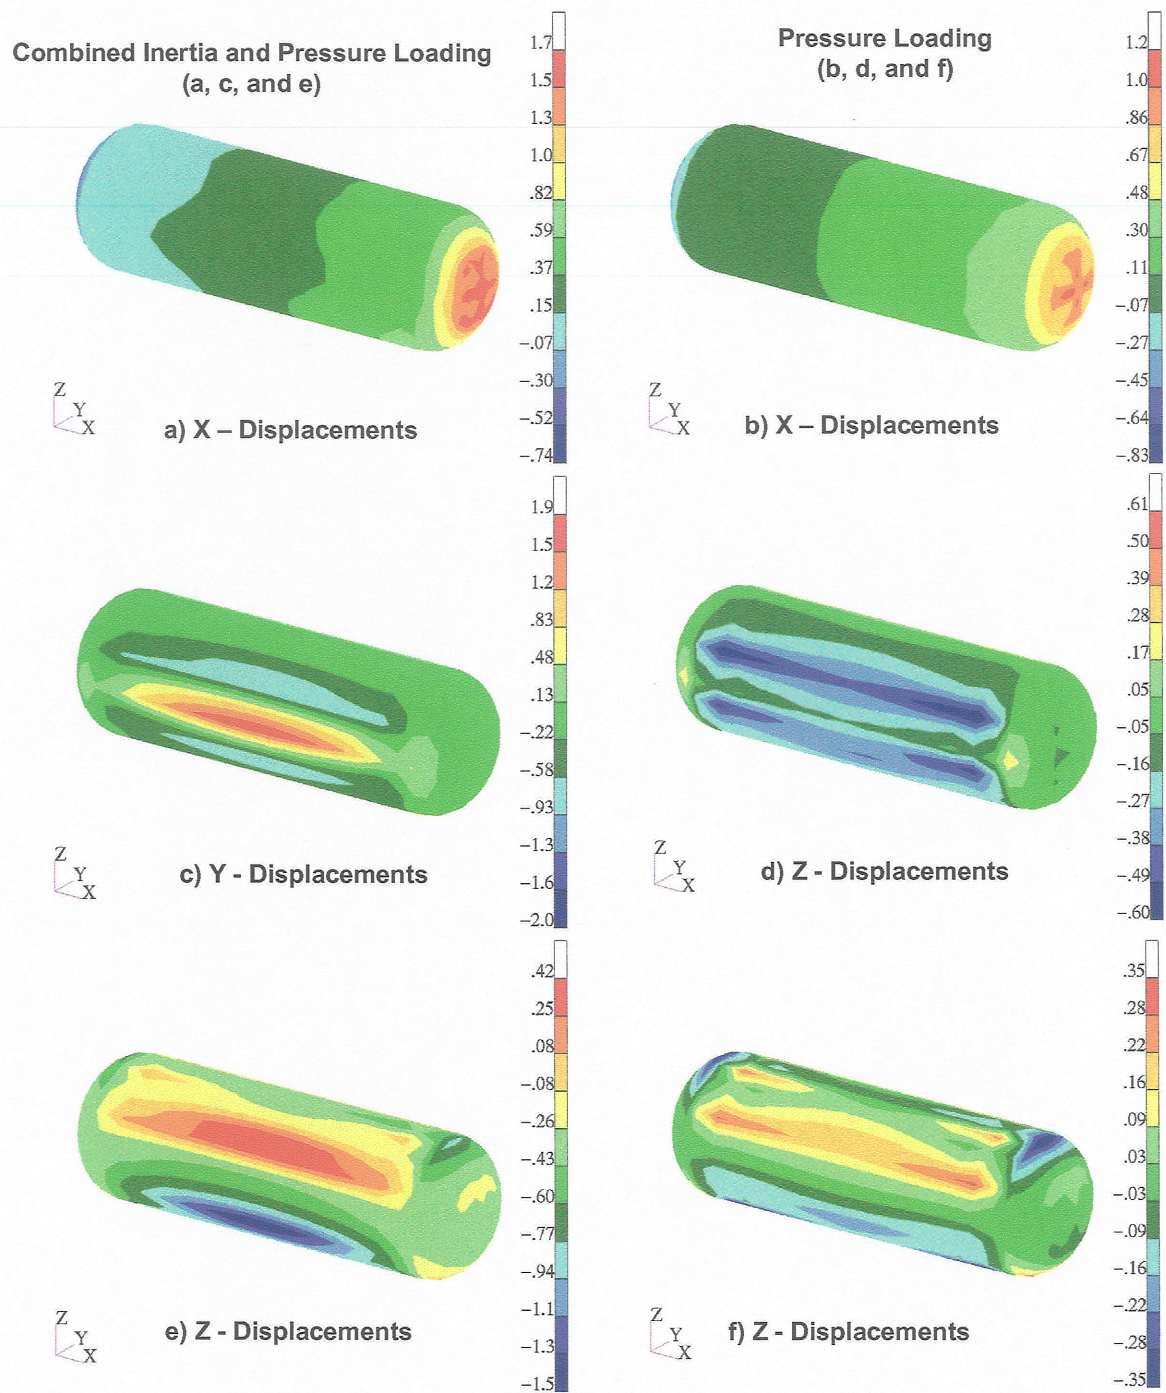 Combined Inertia and Pressure Loading
(a, c, and e)
1.7
1.5
1.3
1.0
.82
.59
.37
.15
-.07
-.30
-.52
-.74
Z
Y
X
a) X – Displacements
Pressure Loading
(b, d, and f)
1.2
1.0
.86
.67
.48
.30
.11
-.07
-.27
-.45
-.64
-.83
Z
Y
X
b) X – Displacements
1.9
1.5
1.2
.83
.48
.13
-.22
-.58
-.93
-1.3
-1.6
-2.0
Z
Y
X
c) Y - Displacements
.61
.50
.39
.28
.17
.05
-.05
-.16
-.27
-.38
-.49
-.60
Z
Y
X
d) Z - Displacements
.42
.25
.08
-.08
-.26
-.43
-.60
-.77
-.94
-1.1
-1.3
-1.5
Z
Y
X
e) Z - Displacements
.35
.28
.22
.16
.09
.03
-.03
-.09
-.16
-.22
-.28
-.35
Z
Y
X
f) Z - Displacements